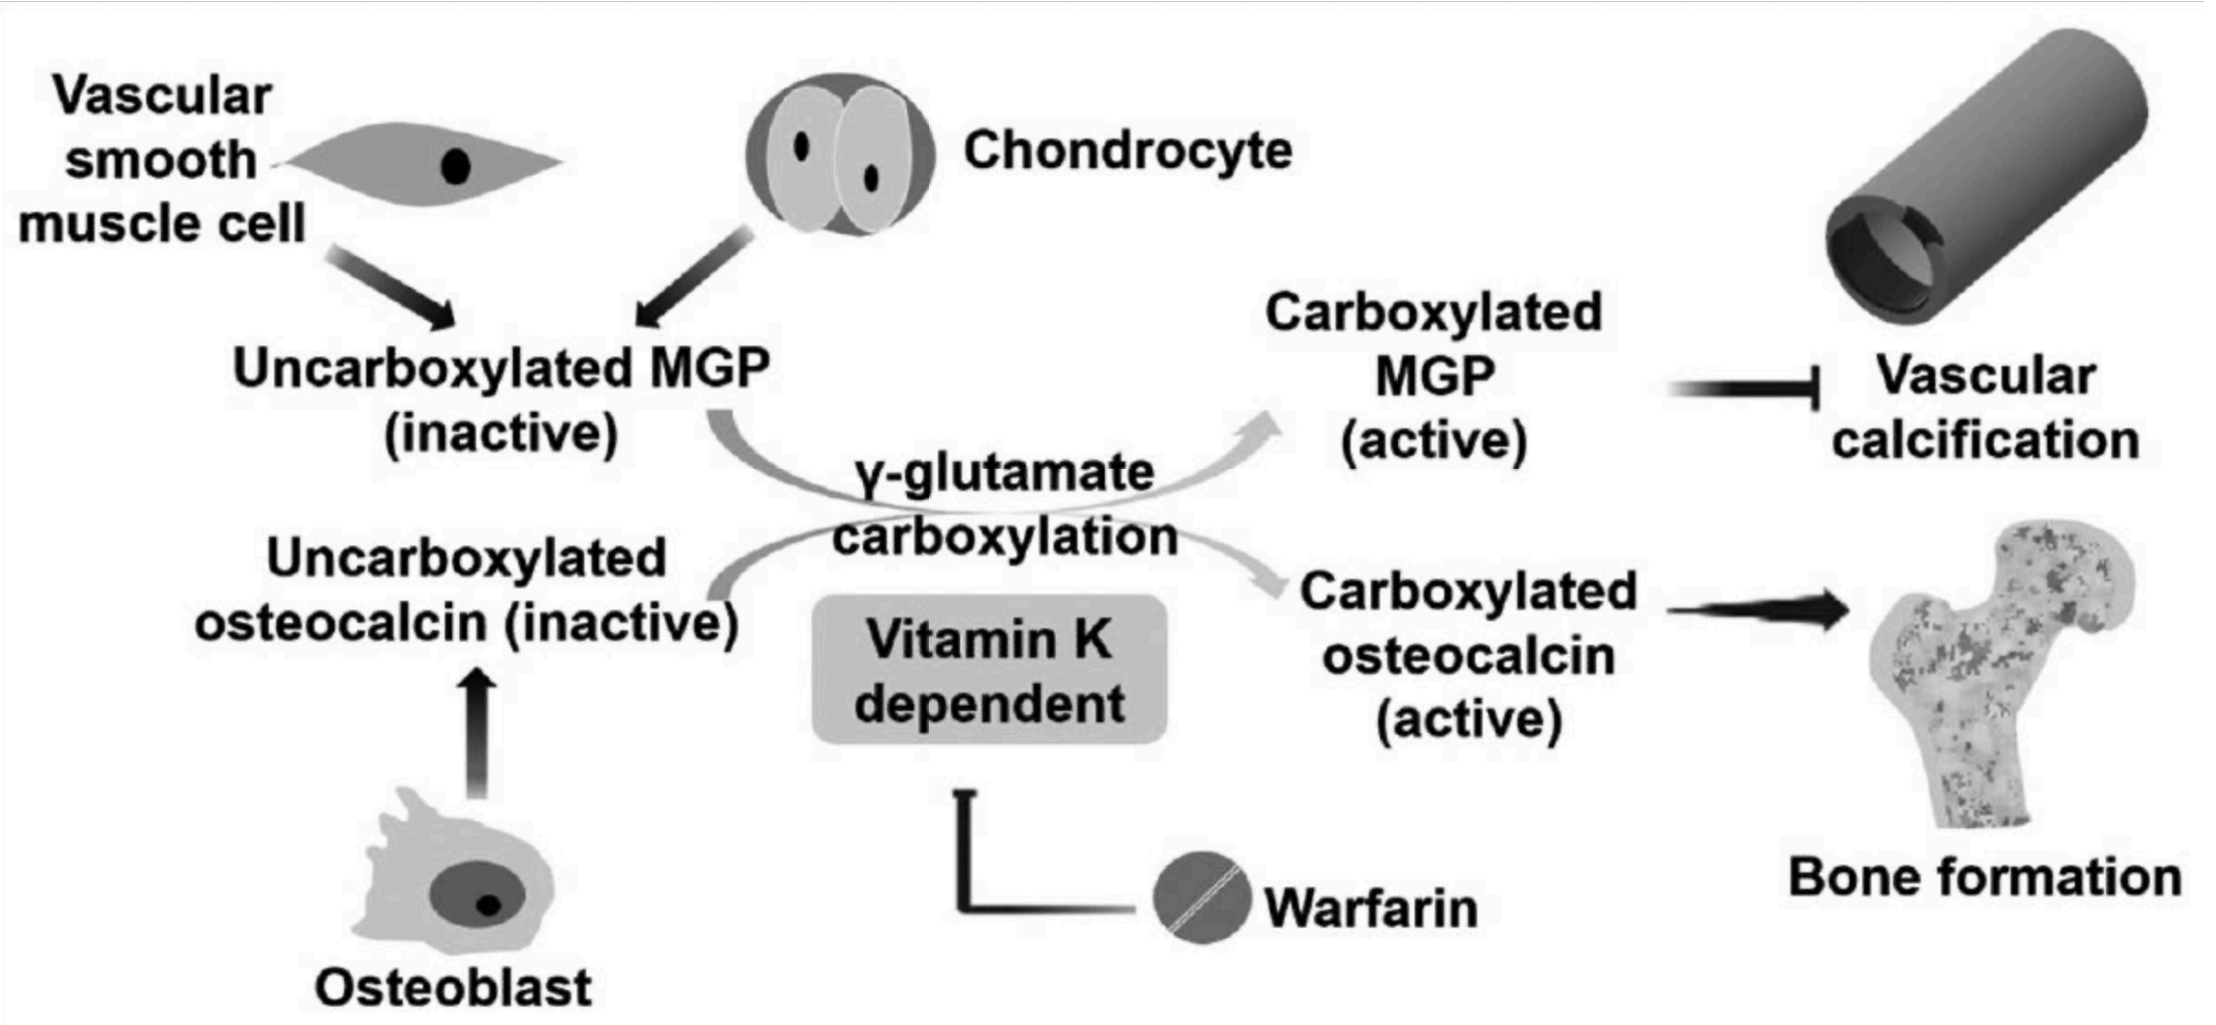 Vascular
smooth
muscle cell
Chondrocyte
Uncarboxylated MGP
(inactive)
Carboxylated
MGP
(active)
Vascular
calcification
γ-glutamate
carboxylation
Uncarboxylated
osteocalcin (inactive)
Vitamin K
dependent
Carboxylated
osteocalcin
(active)
Bone formation
Warfarin
Osteoblast